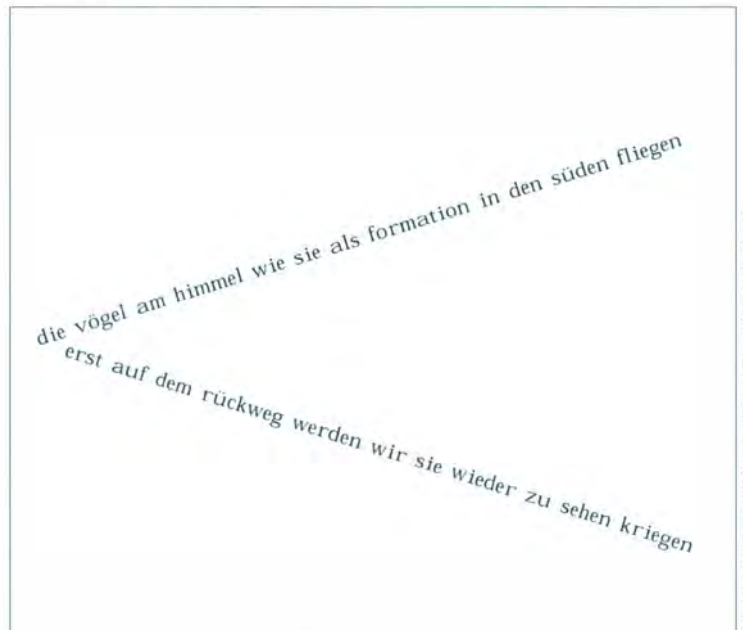 die vögel am himmel wie sie als formation in den süden fliegen
erst auf dem rückweg werden wir sie wieder zu sehen kriegen